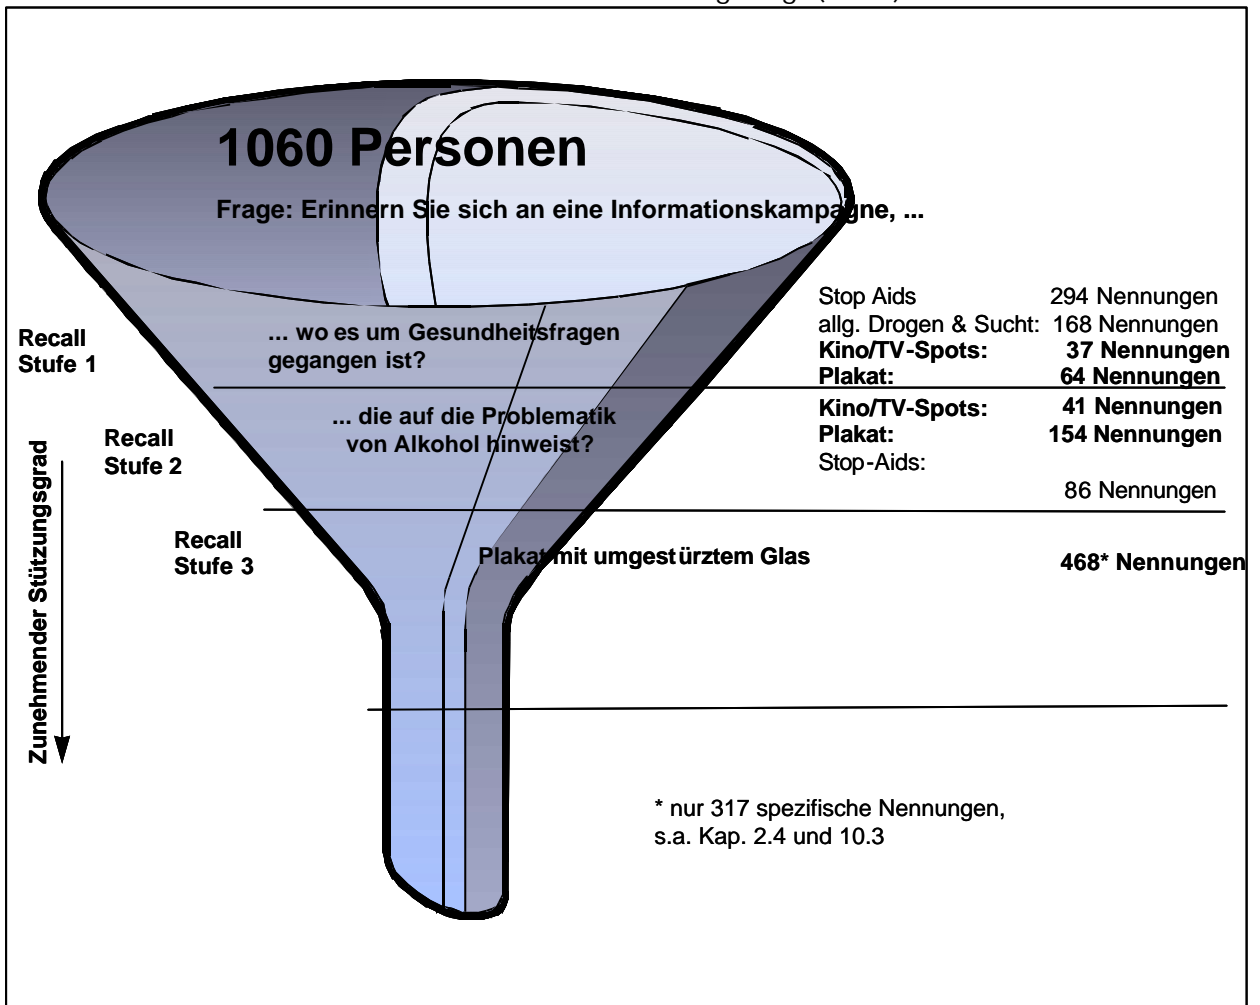 1060 Personen
Frage: Erinnern Sie sich an eine Informationskampagne, ...
Recall
Stufe 1
... wo es um Gesundheitsfragen
gegangen ist?
Stop Aids 294 Nennungen
allg. Drogen & Sucht: 168 Nennungen
Kino/TV-Spots: 37 Nennungen
Plakat: 64 Nennungen
Recall
Stufe 2
... die auf die Problematik
von Alkohol hinweist?
Kino/TV-Spots: 41 Nennungen
Plakat: 154 Nennungen
Stop-Aids:
86 Nennungen
Recall
Stufe 3
Plakat mit umgestürztem Glas
468* Nennungen
Zunehmender Stützungsgrad
* nur 317 spezifische Nennungen,
s.a. Kap. 2.4 und 10.3